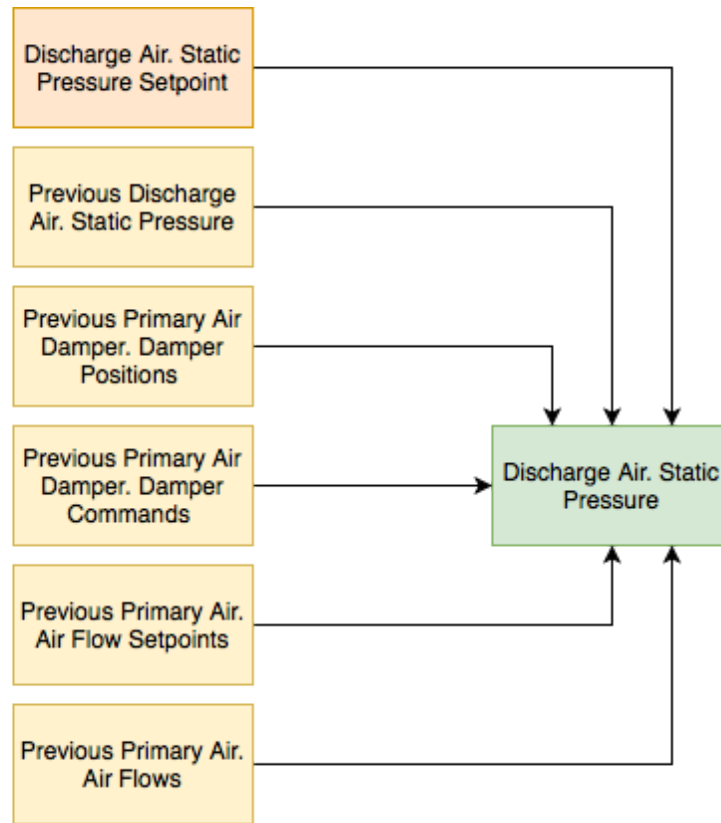 Discharge Air. Static
Pressure Setpoint
Previous Discharge
Air. Static Pressure
Previous Primary Air
Damper. Damper
Positions
Previous Primary Air
Damper. Damper
Commands
Discharge Air. Static
Pressure
Previous Primary Air.
Air Flow Setpoints
Previous Primary Air.
Air Flows